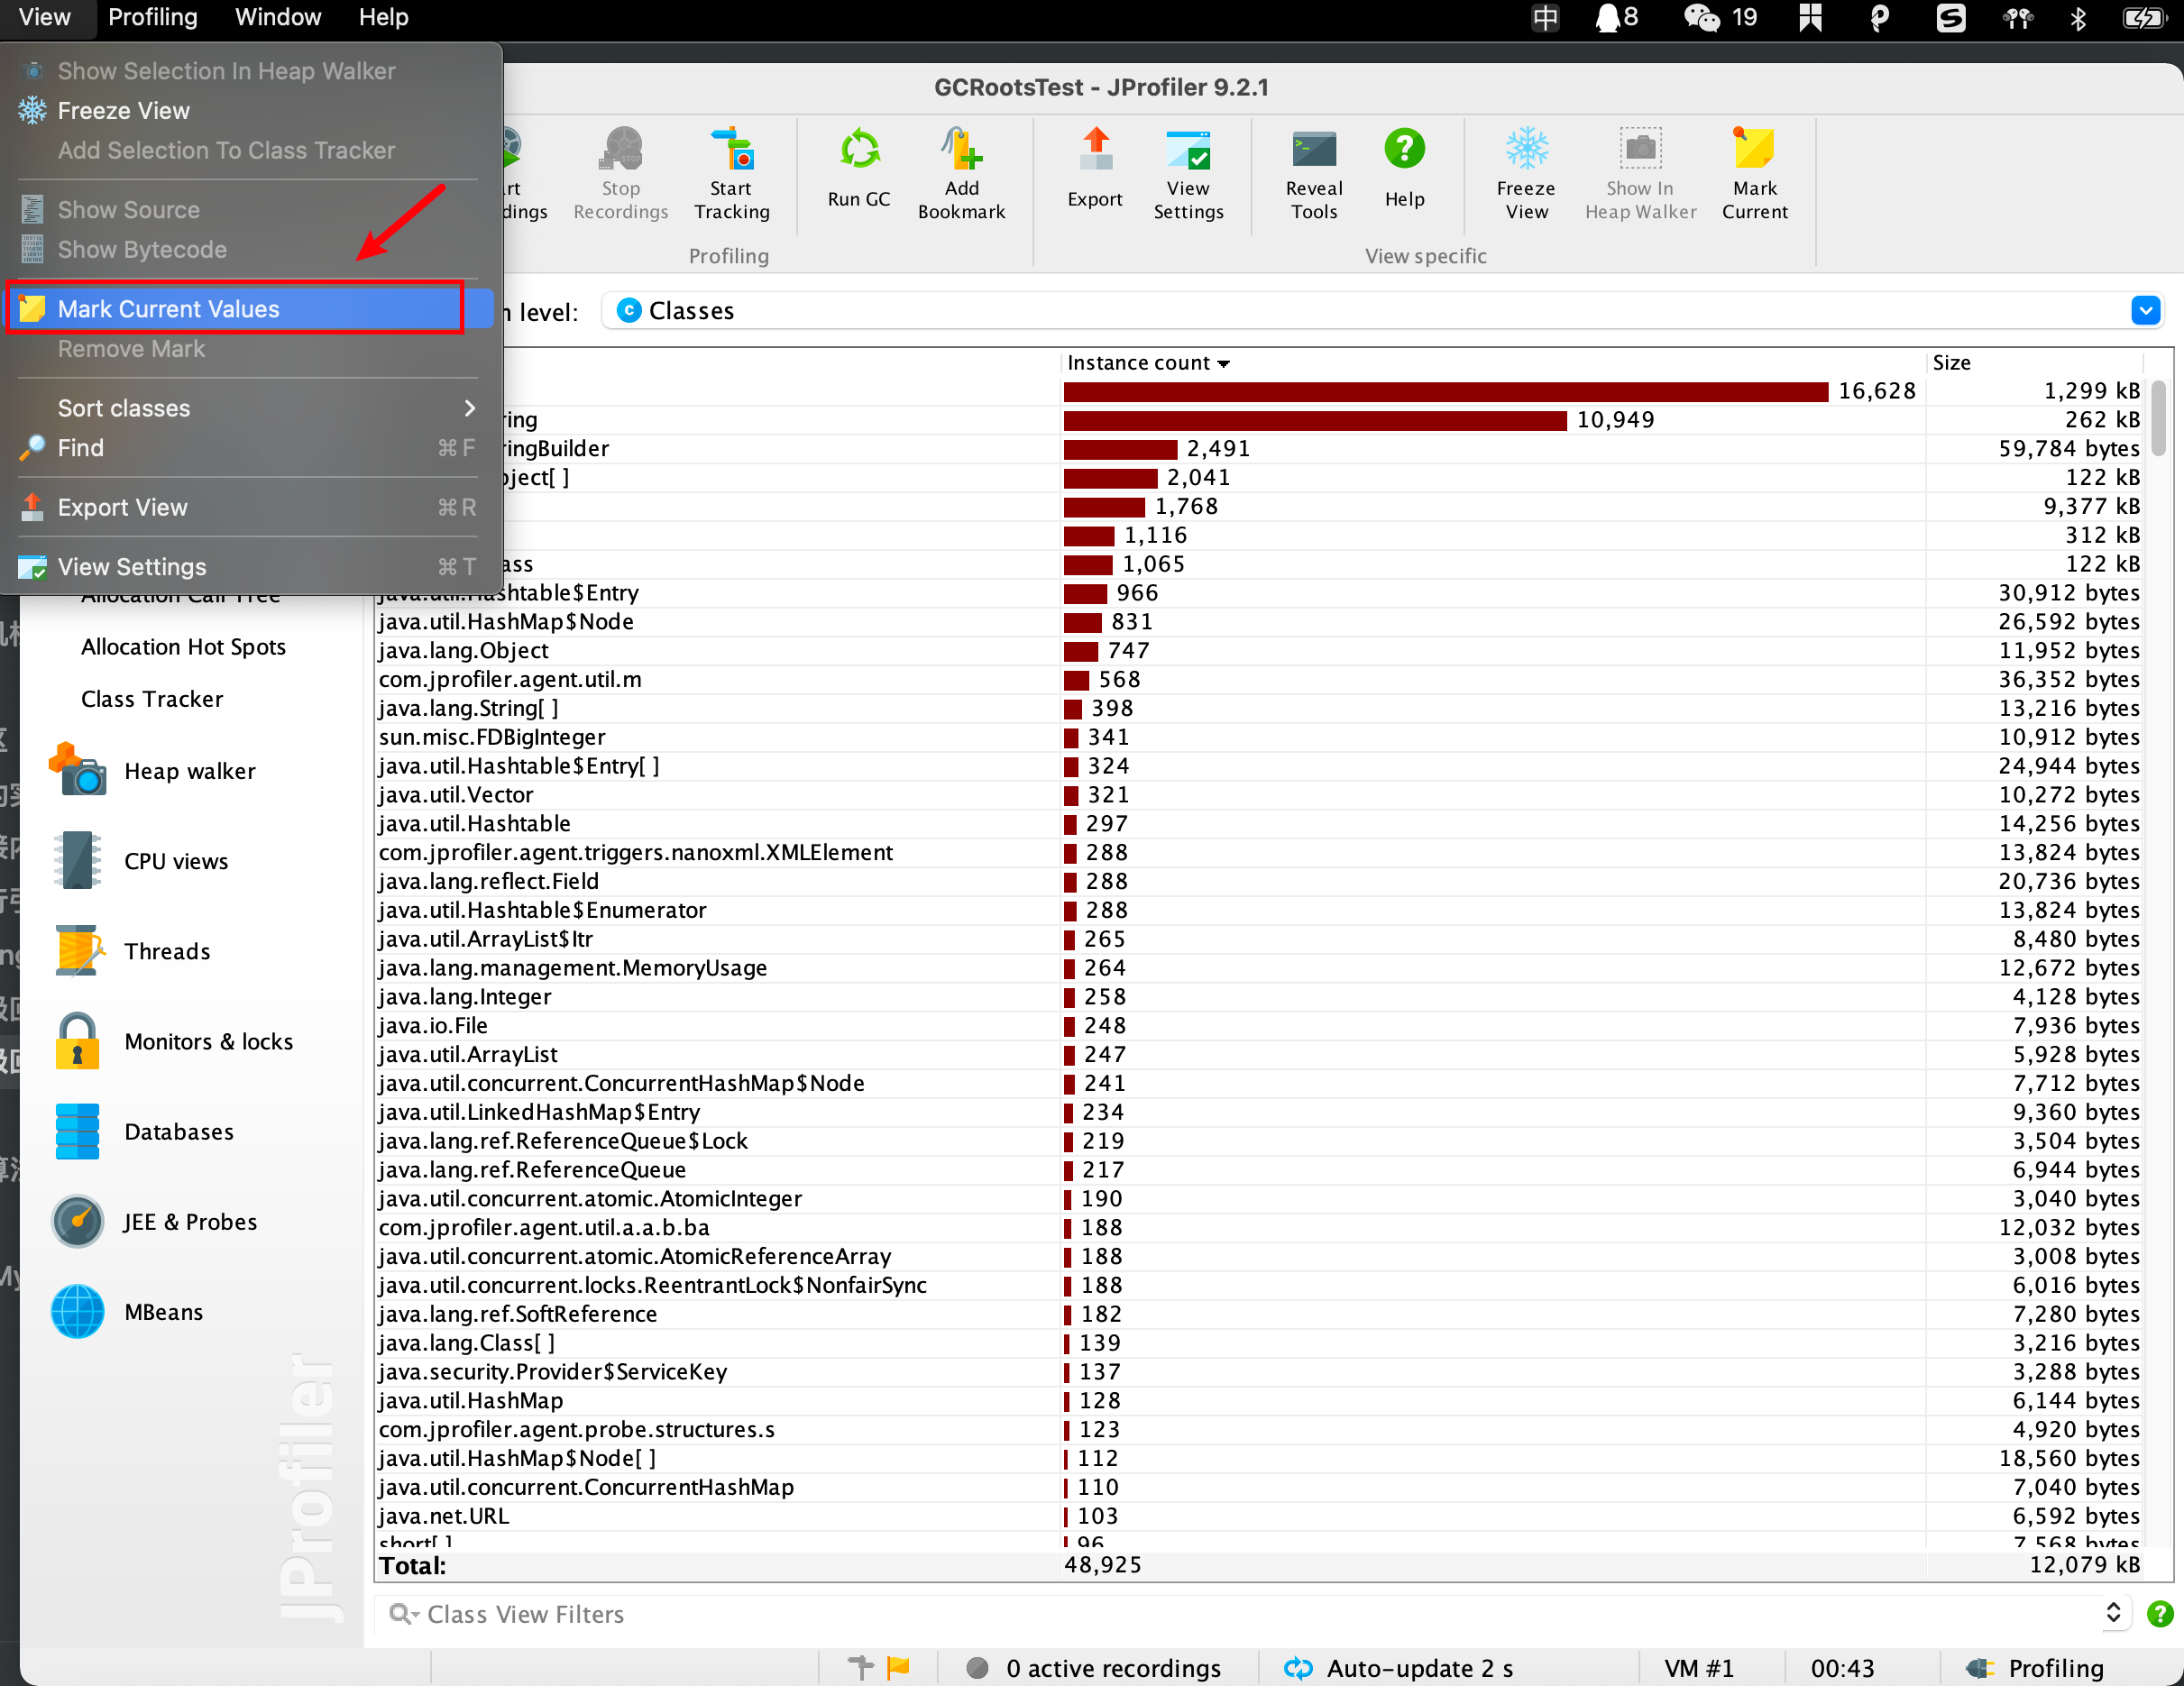 View Profiling Window Help 中 8 19
Show Selection In Heap Walker
Freeze View
Add Selection To Class Tracker
Show Source
Show Bytecode
Mark Current Values
Remove Mark
Sort classes
Find ⌘F
Export View ⌘R
View Settings ⌘T
GCRootsTest - JProfiler 9.2.1
Stop Recordings
Start Tracking
Run GC
Add Bookmark
Export
View Settings
Reveal Tools
Help
Freeze View
Show In Heap Walker
Mark Current
Profiling
View specific
level: Classes
Allocation Call Tree
Allocation Hot Spots
Class Tracker
Heap walker
CPU views
Threads
Monitors & locks
Databases
JEE & Probes
MBeans
JProfiler
Instance count Size
16,628 1,299 kB
ring 10,949 262 kB
ringBuilder 2,491 59,784 bytes
bject[ ] 2,041 122 kB
1,768 9,377 kB
1,116 312 kB
ass 1,065 122 kB
java.util.Hashtable$Entry 966 30,912 bytes
java.util.HashMap$Node 831 26,592 bytes
java.lang.Object 747 11,952 bytes
com.jprofiler.agent.util.m 568 36,352 bytes
java.lang.String[ ] 398 13,216 bytes
sun.misc.FDBigInteger 341 10,912 bytes
java.util.Hashtable$Entry[ ] 324 24,944 bytes
java.util.Vector 321 10,272 bytes
java.util.Hashtable 297 14,256 bytes
com.jprofiler.agent.triggers.nanoxml.XMLElement 288 13,824 bytes
java.lang.reflect.Field 288 20,736 bytes
java.util.Hashtable$Enumerator 288 13,824 bytes
java.util.ArrayList$Itr 265 8,480 bytes
java.lang.management.MemoryUsage 264 12,672 bytes
java.lang.Integer 258 4,128 bytes
java.io.File 248 7,936 bytes
java.util.ArrayList 247 5,928 bytes
java.util.concurrent.ConcurrentHashMap$Node 241 7,712 bytes
java.util.LinkedHashMap$Entry 234 9,360 bytes
java.lang.ref.ReferenceQueue$Lock 219 3,504 bytes
java.lang.ref.ReferenceQueue 217 6,944 bytes
java.util.concurrent.atomic.AtomicInteger 190 3,040 bytes
com.jprofiler.agent.util.a.a.b.ba 188 12,032 bytes
java.util.concurrent.atomic.AtomicReferenceArray 188 3,008 bytes
java.util.concurrent.locks.ReentrantLock$NonfairSync 188 6,016 bytes
java.lang.ref.SoftReference 182 7,280 bytes
java.lang.Class[ ] 139 3,216 bytes
java.security.Provider$ServiceKey 137 3,288 bytes
java.util.HashMap 128 6,144 bytes
com.jprofiler.agent.probe.structures.s 123 4,920 bytes
java.util.HashMap$Node[ ] 112 18,560 bytes
java.util.concurrent.ConcurrentHashMap 110 7,040 bytes
java.net.URL 103 6,592 bytes
short[ ] 96 7,568 bytes
Total: 48,925 12,079 kB
Class View Filters
0 active recordings Auto-update 2 s VM #1 00:43 Profiling